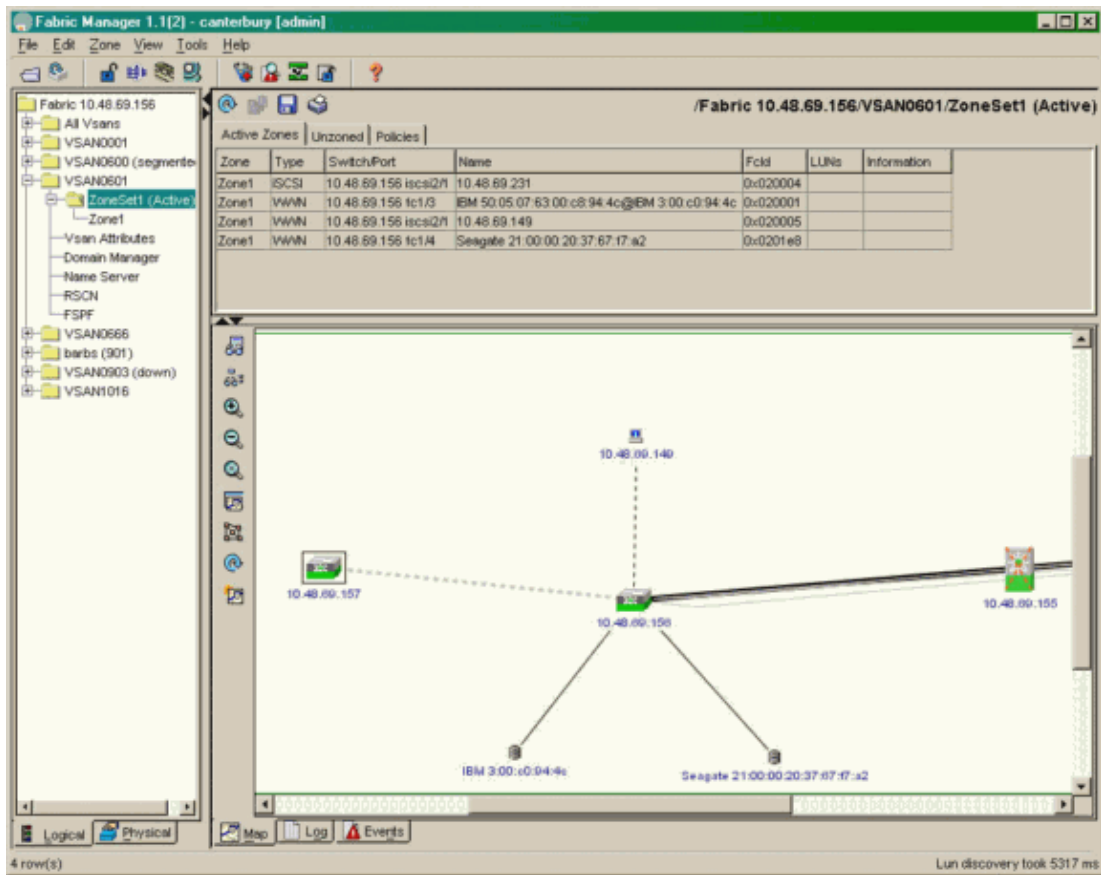 Fabric Manager 1.1(2) - canterbury [admin]
File Edit Zone View Tools Help
Fabric 10.48.69.156
All Vsans
VSAN0001
VSAN0600 (segmente
VSAN0601
ZoneSet1 (Active)
Zone1
Vsan Attributes
Domain Manager
Name Server
RSCN
FSPF
VSAN0666
barbs (901)
VSAN0903 (down)
VSAN1016
Logical Physical
/Fabric 10.48.69.156/VSAN0601/ZoneSet1 (Active)
Active Zones Unzoned Policies
Zone Type Switch/Port Name FcId LUNs Information
Zone1 iSCSI 10.48.69.156 iscsi2/1 10.48.69.231 0x020004
Zone1 WWN 10.48.69.156 fc1/3 IBM 50:05:07:63:00:c8:94:4c@IBM 3:00:c0:94:4c 0x020001
Zone1 WWN 10.48.69.156 iscsi2/1 10.48.69.149 0x020005
Zone1 WWN 10.48.69.156 fc1/4 Seagate 21:00:00:20:37:67:f7:a2 0x0201e8
10.48.69.149
10.48.69.157
10.48.69.156
10.48.69.155
IBM 3:00:c0:94:4c
Seagate 21:00:00:20:37:67:f7:a2
Map Log Events
4 row(s)
Lun discovery took 5317 ms